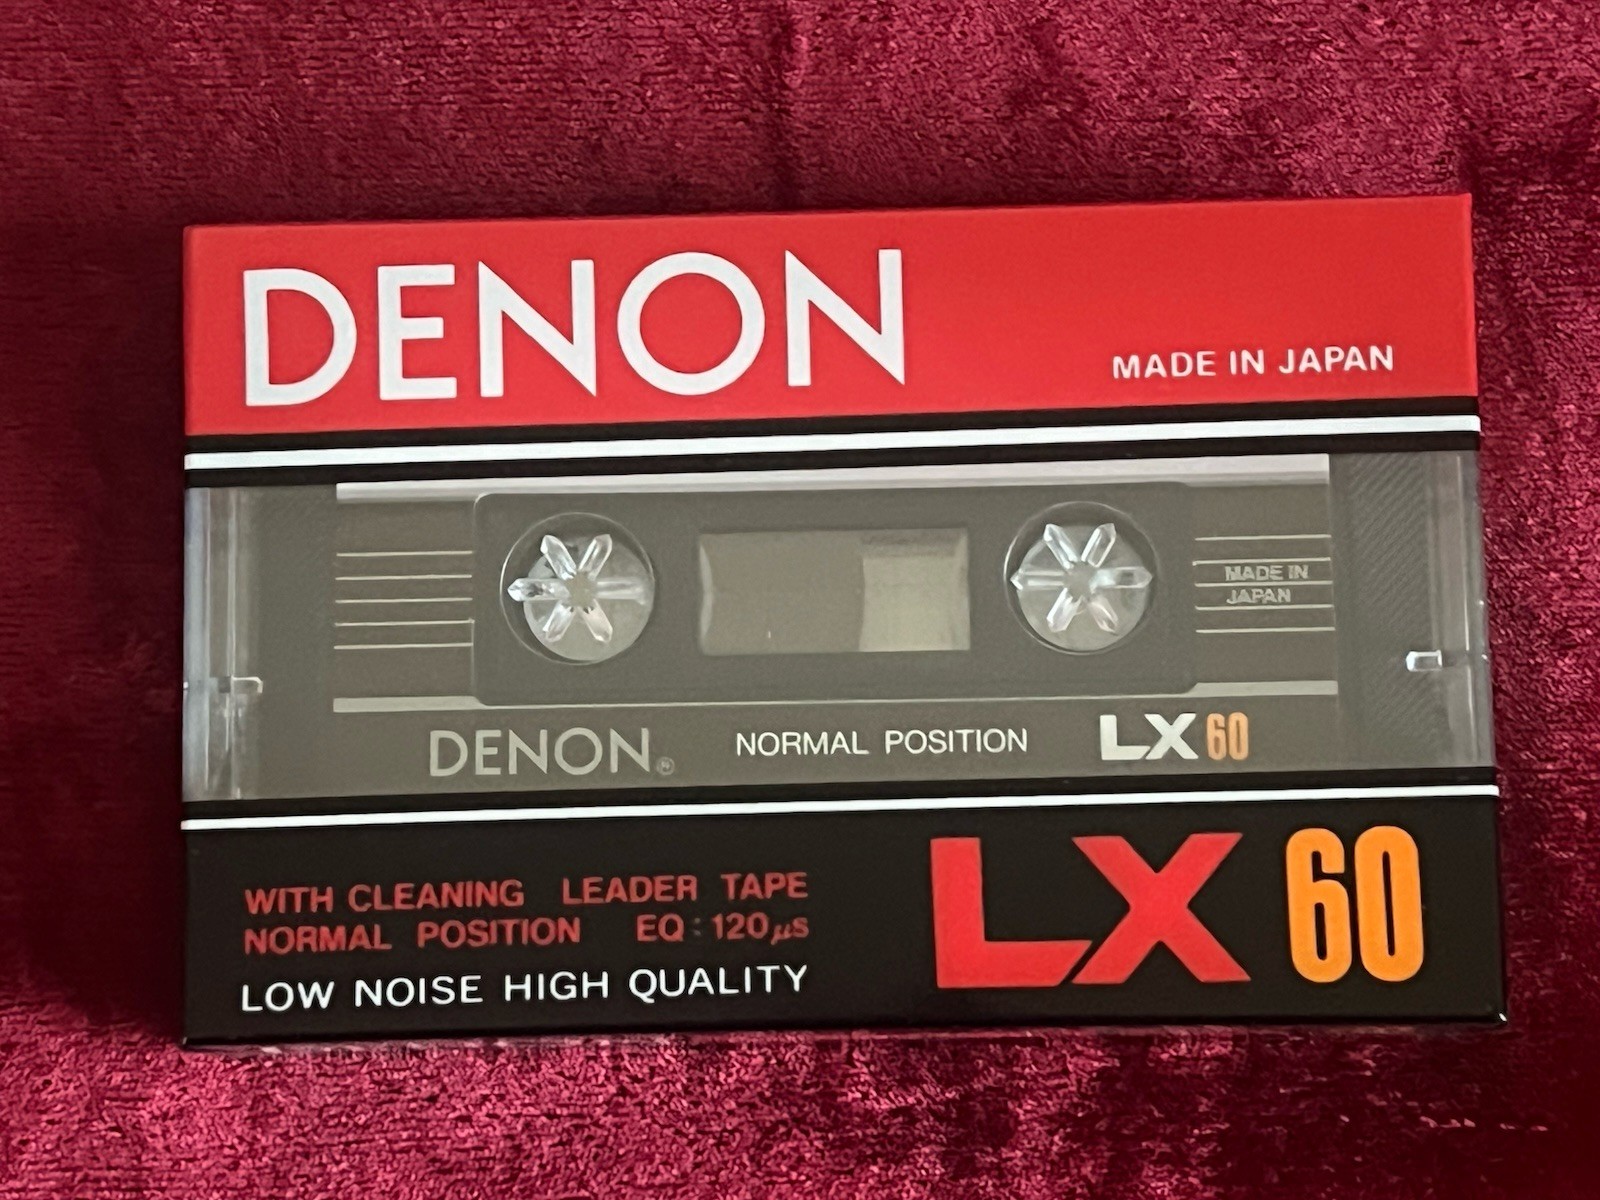 DENON
MADE IN JAPAN
MADE IN
JAPAN
DENON®
NORMAL POSITION
LX 60
WITH CLEANING LEADER TAPE
NORMAL POSITION EQ : 120μs
LOW NOISE HIGH QUALITY
LX 60